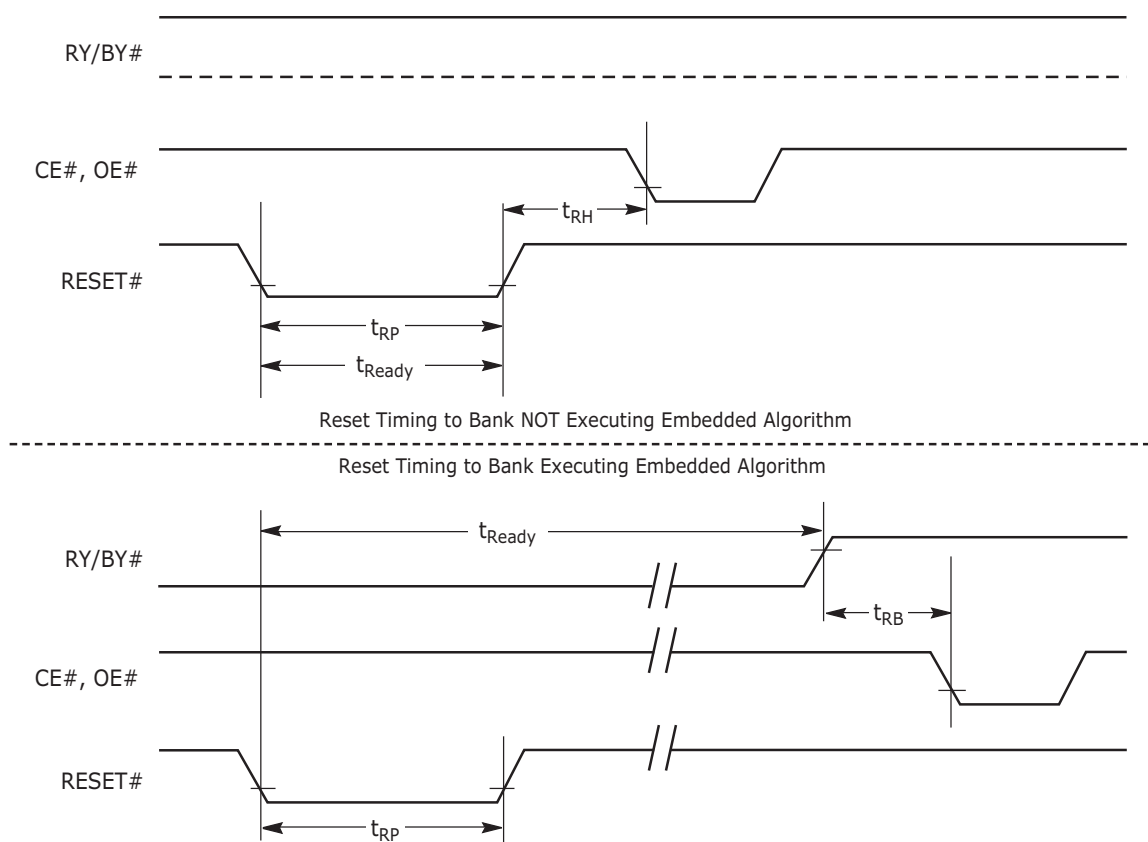 RY/BY#
CE#, OE#
tRH
RESET#
tRP
tReady
Reset Timing to Bank NOT Executing Embedded Algorithm
Reset Timing to Bank Executing Embedded Algorithm
tReady
RY/BY#
tRB
CE#, OE#
RESET#
tRP